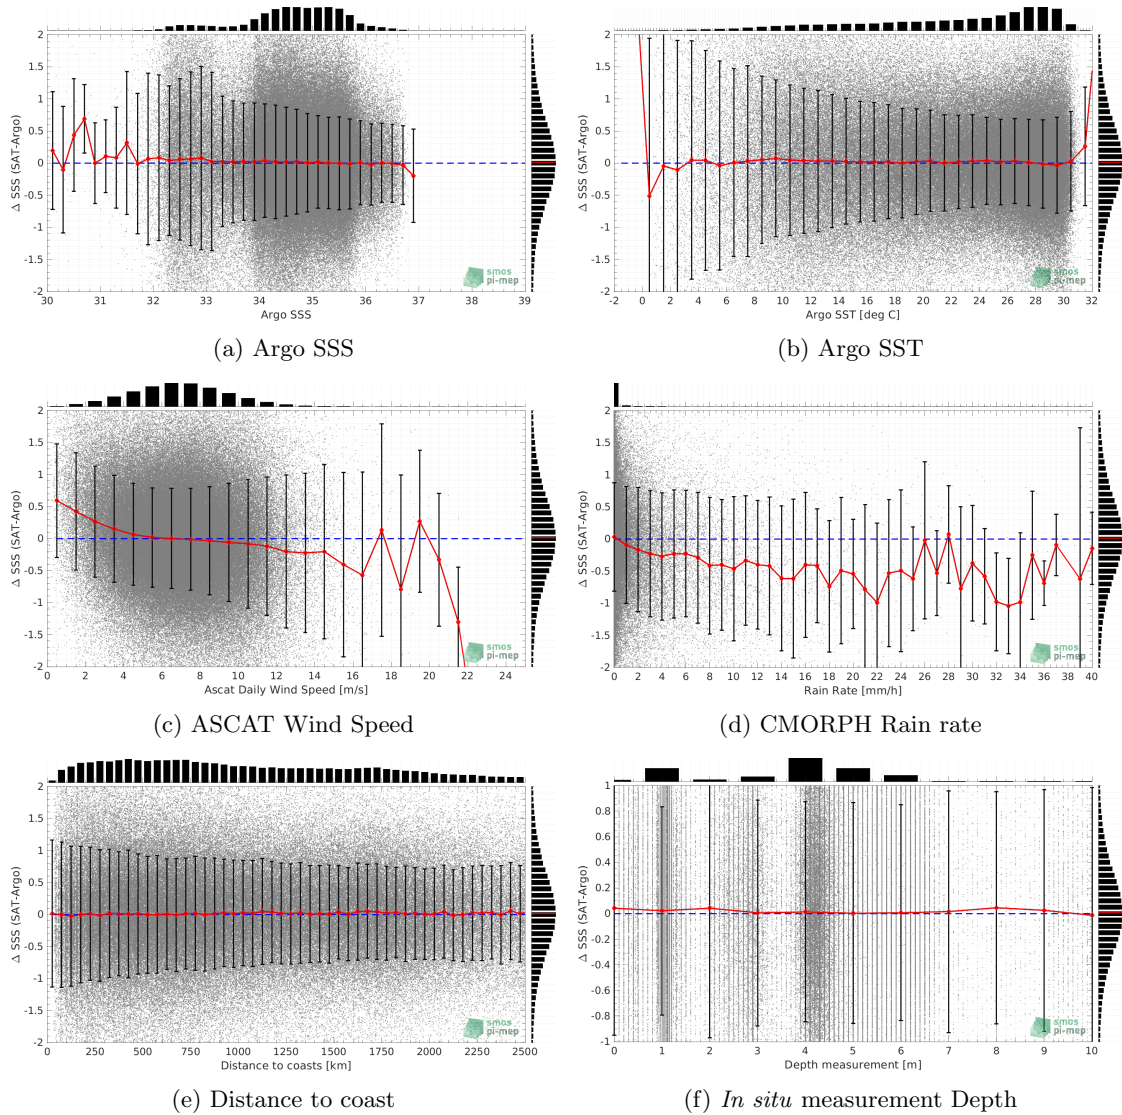 2
1.5
1
0.5
0
-0.5
-1
-1.5
-2
Δ SSS (SAT-Argo)
30 31 32 33 34 35 36 37 38 39
Argo SSS
smos
pi-mep
(a) Argo SSS
2
1.5
1
0.5
0
-0.5
-1
-1.5
-2
Δ SSS (SAT-Argo)
-2 0 2 4 6 8 10 12 14 16 18 20 22 24 26 28 30 32
Argo SST [deg C]
smos
pi-mep
(b) Argo SST
2
1.5
1
0.5
0
-0.5
-1
-1.5
-2
Δ SSS (SAT-Argo)
0 2 4 6 8 10 12 14 16 18 20 22 24
Ascat Daily Wind Speed [m/s]
smos
pi-mep
(c) ASCAT Wind Speed
2
1.5
1
0.5
0
-0.5
-1
-1.5
-2
Δ SSS (SAT-Argo)
0 2 4 6 8 10 12 14 16 18 20 22 24 26 28 30 32 34 36 38 40
Rain Rate [mm/h]
smos
pi-mep
(d) CMORPH Rain rate
2
1.5
1
0.5
0
-0.5
-1
-1.5
-2
Δ SSS (SAT-Argo)
0 250 500 750 1000 1250 1500 1750 2000 2250 2500
Distance to coasts [km]
smos
pi-mep
(e) Distance to coast
1
0.8
0.6
0.4
0.2
0
-0.2
-0.4
-0.6
-0.8
-1
Δ SSS (SAT-Argo)
0 1 2 3 4 5 6 7 8 9 10
Depth measurement [m]
smos
pi-mep
(f) In situ measurement Depth